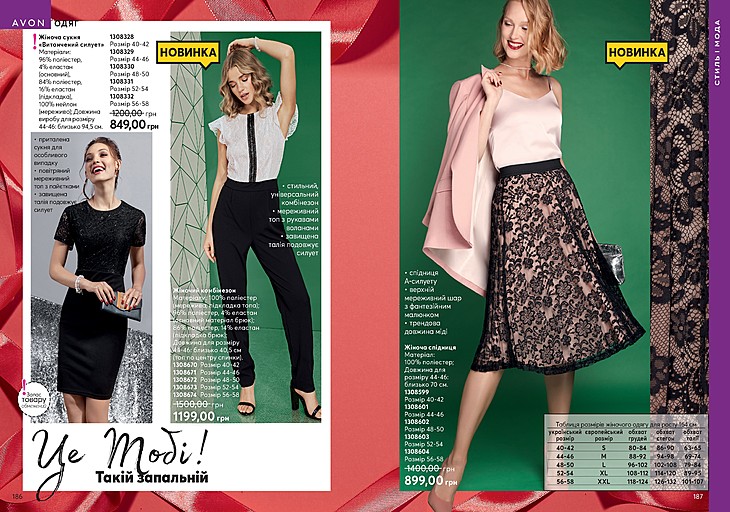 AVON ОДЯГ
Жіноча сукня
«Витончений силует»
Матеріали:
96% поліестер,
4% еластан
(основний),
84% поліестер,
16% еластан
(підкладка),
100% нейлон
(мереживо); Довжина
виробу для розміру
44-46: близько 94,5 см.
1308328
Розмір 40-42
1308329
Розмір 44-46
1308330
Розмір 48-50
1308331
Розмір 52-54
1308332
Розмір 56-58
1200,00 грн
849,00 грн
• приталена
сукня для
особливого
випадку
• повітряний
мереживний
топ з паєтками
• завищена
талія подовжує
силует
! Запас
товару
обмежений
НОВИНКА
• стильний,
універсальний
комбінезон
• мереживний
топ з рукавами
воланами
• завищена
талія подовжує
силует
Жіночий комбінезон
Матеріали: 100% поліестер
(мереживо, підкладка топа);
96% поліестер, 4% еластан
(основний матеріал брюк);
86% поліестер, 14% еластан
(підкладка брюк);
Довжина для розміру
44-46: близько 40,5 см
(топ по центру спинки).
1308670 Розмір 40-42
1308671 Розмір 44-46
1308672 Розмір 48-50
1308673 Розмір 52-54
1308674 Розмір 56-58
1500,00 грн
1199,00 грн
Це Тобі!
Такій запальній
186
НОВИНКА
СТИЛЬ І МОДА
• спідниця
А-силуету
• верхній
мереживний шар
з фантазійним
малюнком
• трендова
довжина міді
Жіноча спідниця
Матеріал:
100% поліестер;
Довжина для
розміру 44-46:
близько 70 см.
1308599
Розмір 40-42
1308601
Розмір 44-46
1308602
Розмір 48-50
1308603
Розмір 52-54
1308604
Розмір 56-58
1400,00 грн
899,00 грн
Таблиця розмірів жіночого одягу для росту 164 см
український розмір європейський розмір обхват грудей обхват стегон обхват талії
40-42 S 80-84 86-90 63-65
44-46 M 88-92 94-98 69-74
48-50 L 96-102 102-108 79-84
52-54 XL 108-112 114-120 89-95
56-58 XXL 118-124 126-132 101-107
187